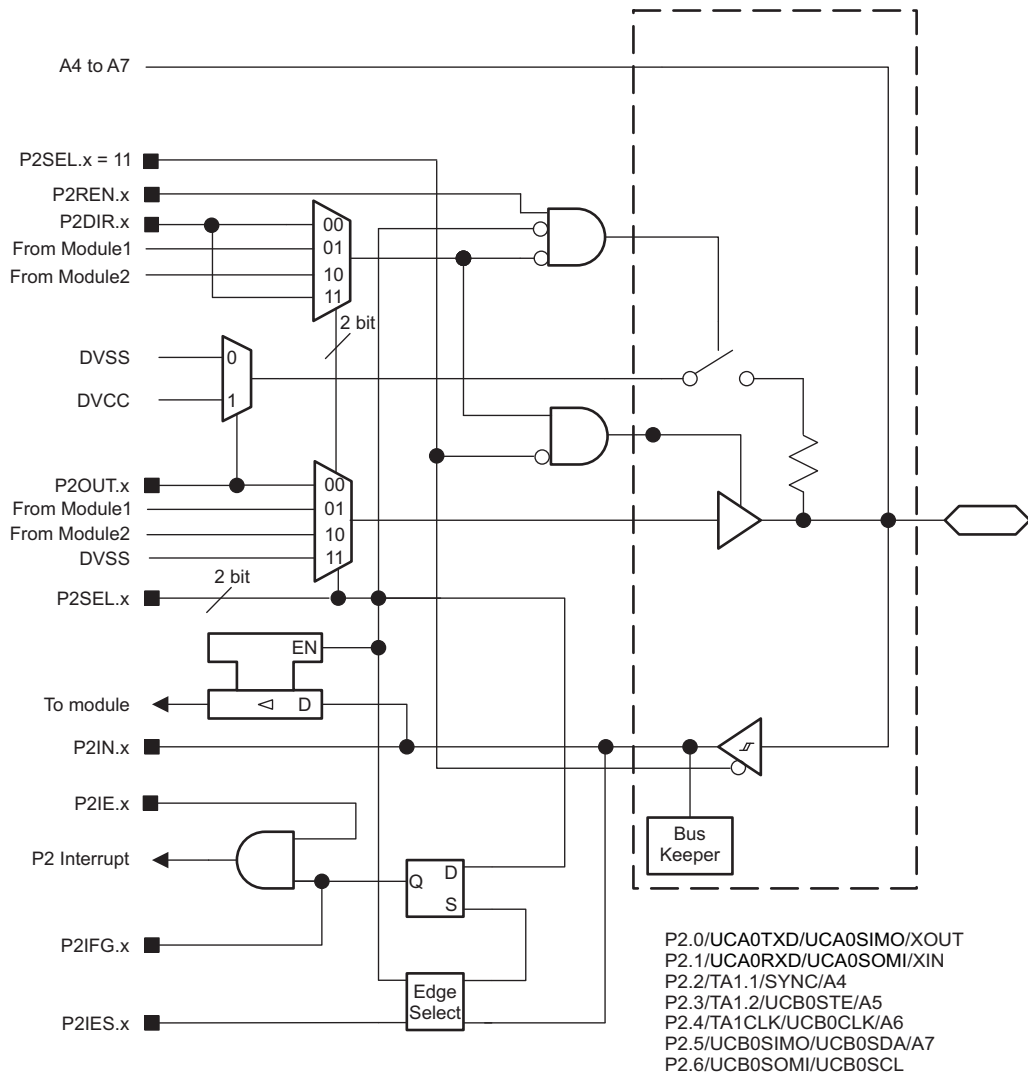 A4 to A7
P2SEL.x = 11
P2REN.x
P2DIR.x
From Module1
From Module2
00
01
10
11
2 bit
DVSS
DVCC
0
1
P2OUT.x
From Module1
From Module2
DVSS
00
01
10
11
P2SEL.x
2 bit
EN
D
To module
P2IN.x
P2IE.x
P2 Interrupt
P2IFG.x
Q
D
S
P2IES.x
Edge
Select
Bus
Keeper
P2.0/UCA0TXD/UCA0SIMO/XOUT
P2.1/UCA0RXD/UCA0SOMI/XIN
P2.2/TA1.1/SYNC/A4
P2.3/TA1.2/UCB0STE/A5
P2.4/TA1CLK/UCB0CLK/A6
P2.5/UCB0SIMO/UCB0SDA/A7
P2.6/UCB0SOMI/UCB0SCL